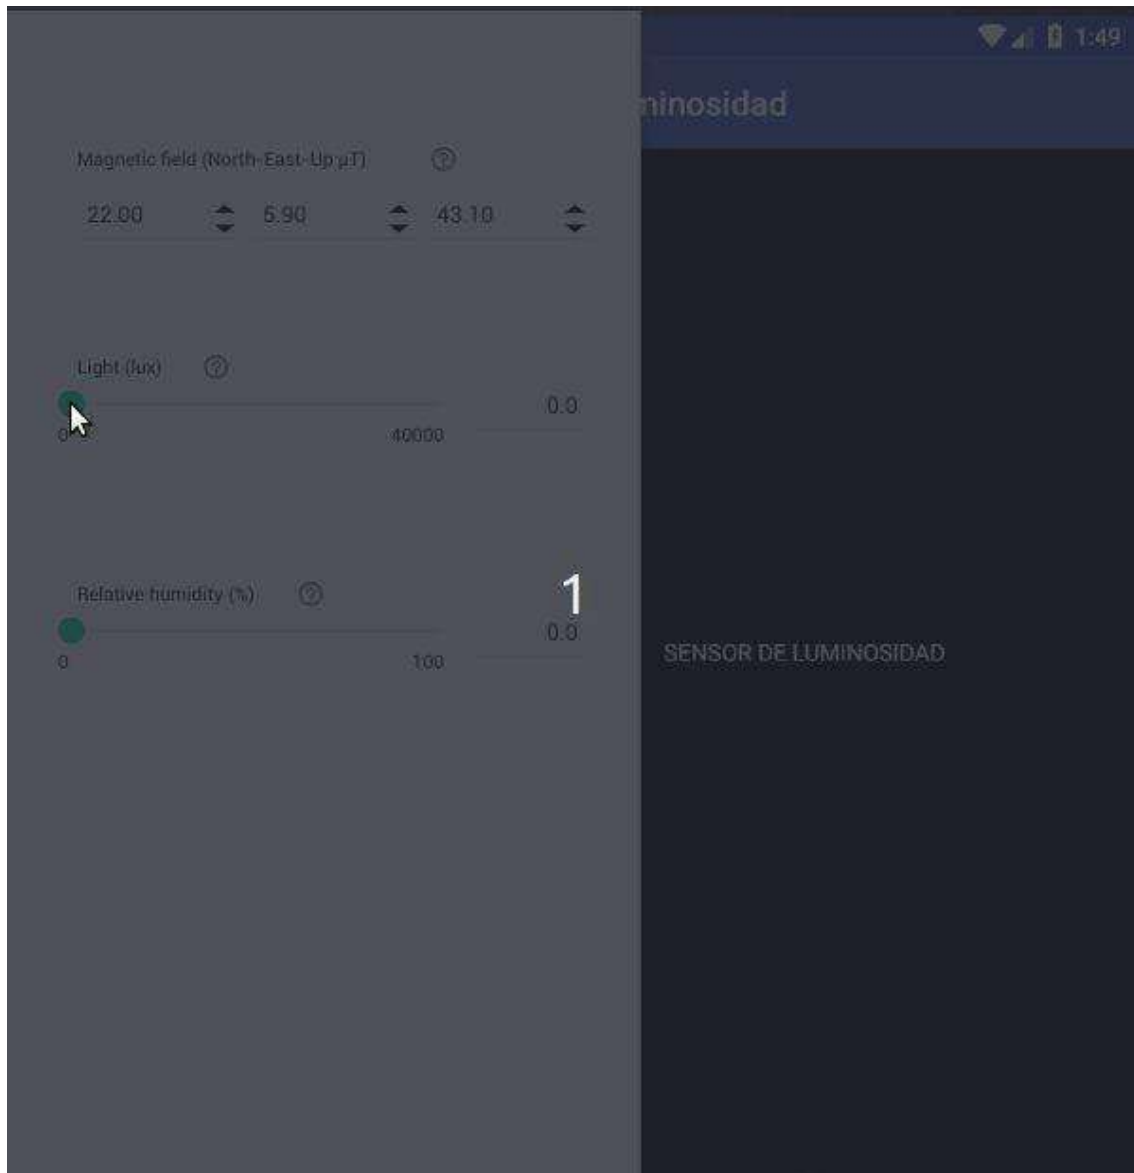 1:49
minosidad
Magnetic field (North-East-Up μT)
22.00 5.90 43.10
Light (lux)
0.0
0 40000
1
Relative humidity (%)
0.0
0 100
SENSOR DE LUMINOSIDAD